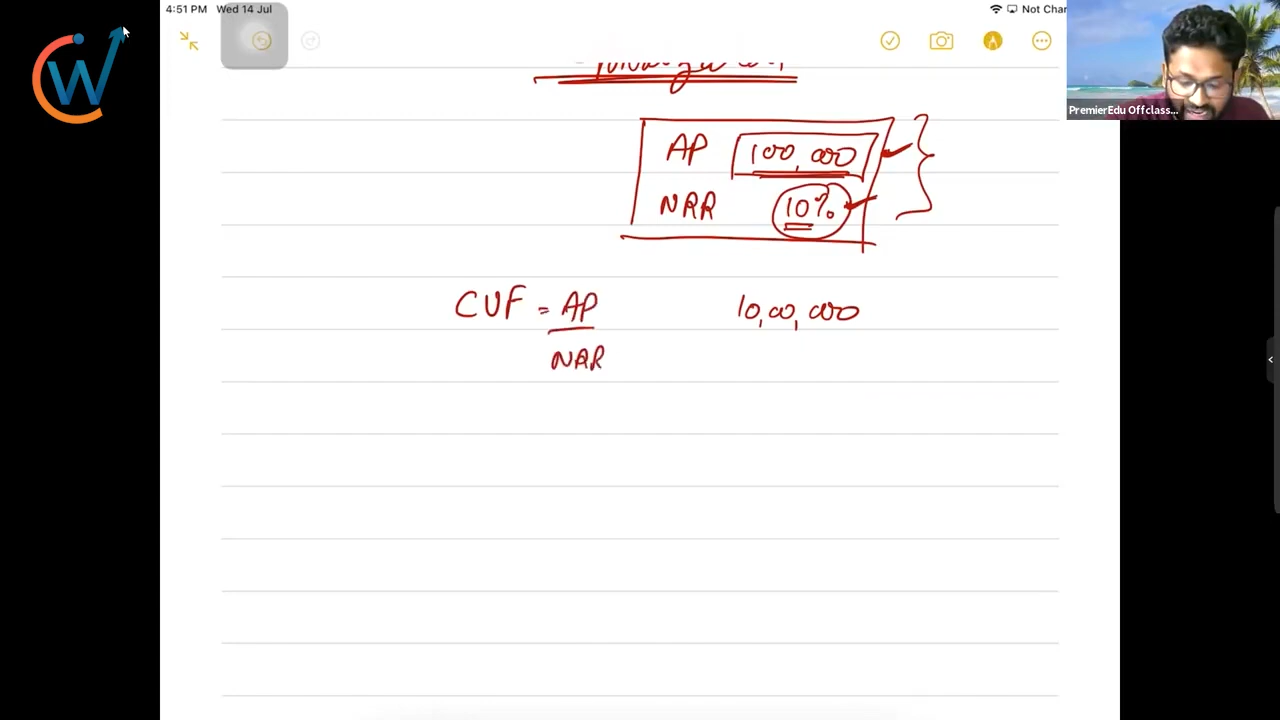 4:51 PM Wed 14 Jul
Not Char
PremierEdu Offclass...
W
AP 100,000
NRR 10%
CUF = AP
NRR
10,00,000